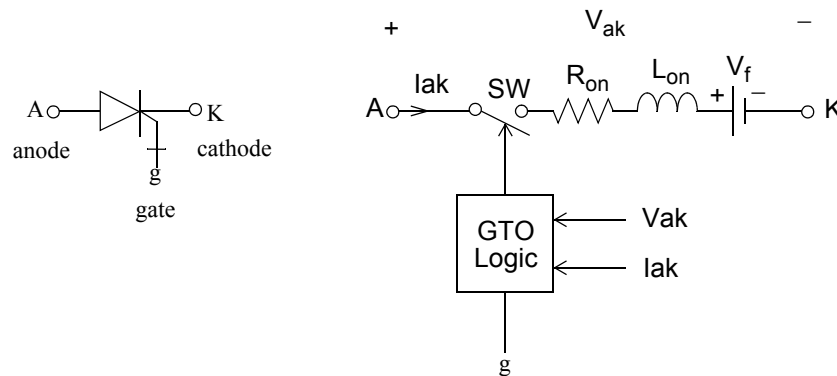 A
K
anode
cathode
g
gate
+
V_ak
−
Iak
SW
R_on
L_on
V_f
+
−
A
K
GTO
Logic
Vak
Iak
g